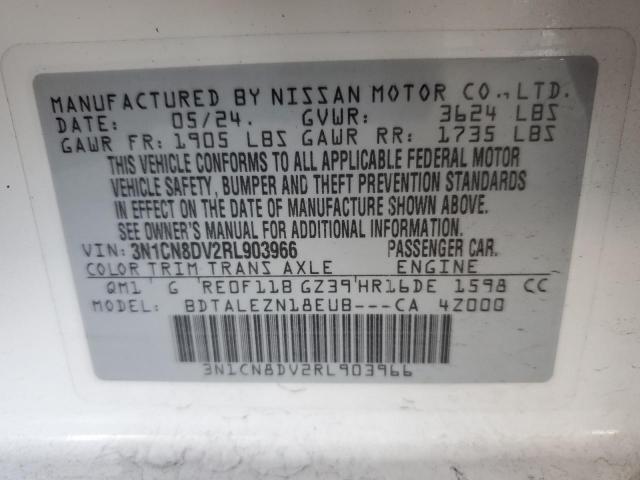 MANUFACTURED BY NISSAN MOTOR CO., LTD.
DATE: 05/24. GVWR: 3624 LBS
GAWR FR: 1905 LBS GAWR RR: 1735 LBS
THIS VEHICLE CONFORMS TO ALL APPLICABLE FEDERAL MOTOR
VEHICLE SAFETY, BUMPER AND THEFT PREVENTION STANDARDS
IN EFFECT ON THE DATE OF MANUFACTURE SHOWN ABOVE.
SEE OWNER'S MANUAL FOR ADDITIONAL INFORMATION.
VIN: 3N1CN8DV2RL903966 PASSENGER CAR.
COLOR TRIM TRANS AXLE ENGINE
QM1 G RE0F11B GZ39 HR16DE 1598 CC
MODEL: BDTALEZN18EUB---CA 4Z000
3N1CN8DV2RL903966